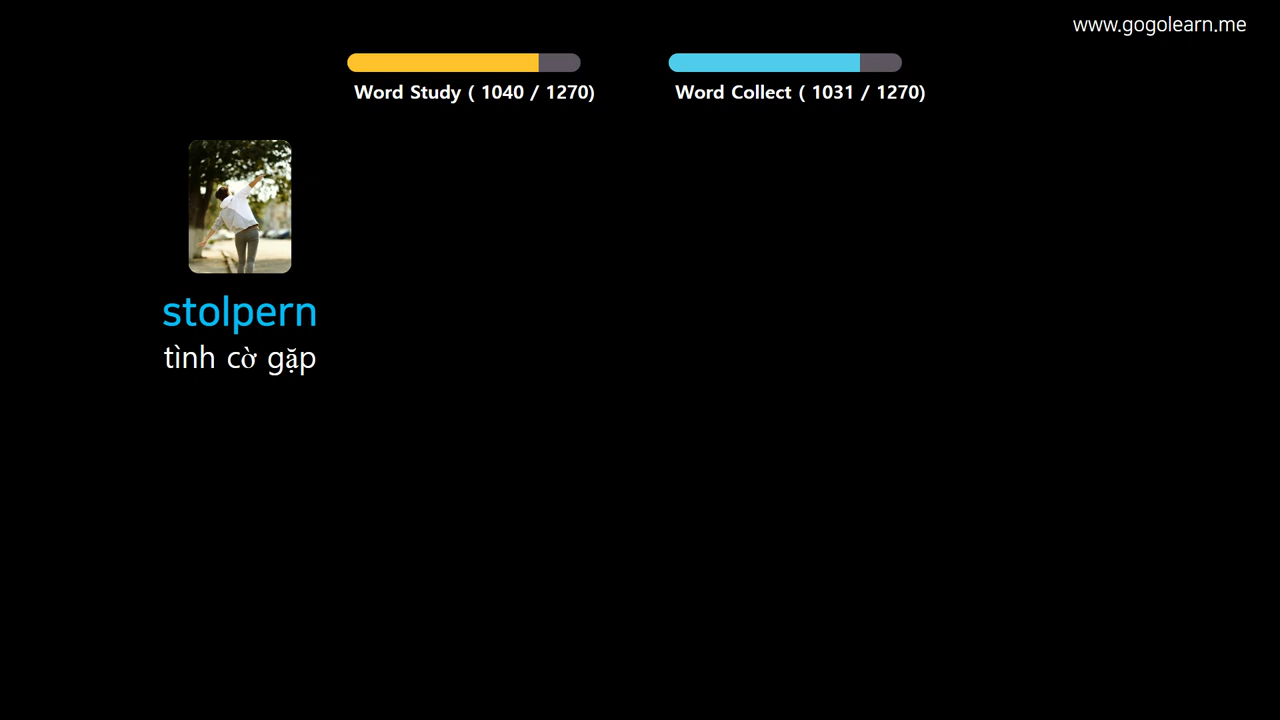 www.gogolearn.me
Word Study ( 1040 / 1270)
Word Collect ( 1031 / 1270)
stolpern
tình cờ gặp